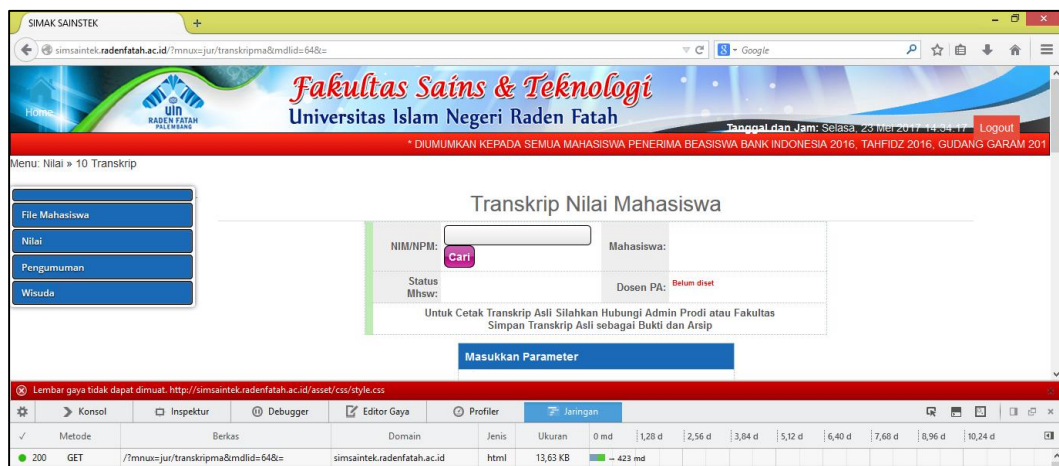 SIMAK SAINSTEK
simsaintek.radenfatah.ac.id/?mnux=jur/transkripma&mdlid=64&=
Google
Home
uin
RADEN FATAH
PALEMBANG
Fakultas Sains & Teknologi
Universitas Islam Negeri Raden Fatah
Tanggal dan Jam: Selasa, 23 Mei 2017 14:34:17
Logout
* DIUMUMKAN KEPADA SEMUA MAHASISWA PENERIMA BEASISWA BANK INDONESIA 2016, TAHFIDZ 2016, GUDANG GARAM 201
Menu: Nilai » 10 Transkrip
File Mahasiswa
Nilai
Pengumuman
Wisuda
Transkrip Nilai Mahasiswa
NIM/NPM:
Cari
Mahasiswa:
Status Mhsw:
Dosen PA: Belum diset
Untuk Cetak Transkrip Asli Silahkan Hubungi Admin Prodi atau Fakultas
Simpan Transkrip Asli sebagai Bukti dan Arsip
Masukkan Parameter
Lembar gaya tidak dapat dimuat. http://simsaintek.radenfatah.ac.id/asset/css/style.css
Konsol Inspektur Debugger Editor Gaya Profiler Jaringan
Metode Berkas Domain Jenis Ukuran 0 md 1,28 d 2,56 d 3,84 d 5,12 d 6,40 d 7,68 d 8,96 d 10,24 d
200 GET /?mnux=jur/transkripma&mdlid=64&= simsaintek.radenfatah.ac.id html 13,63 KB → 423 md